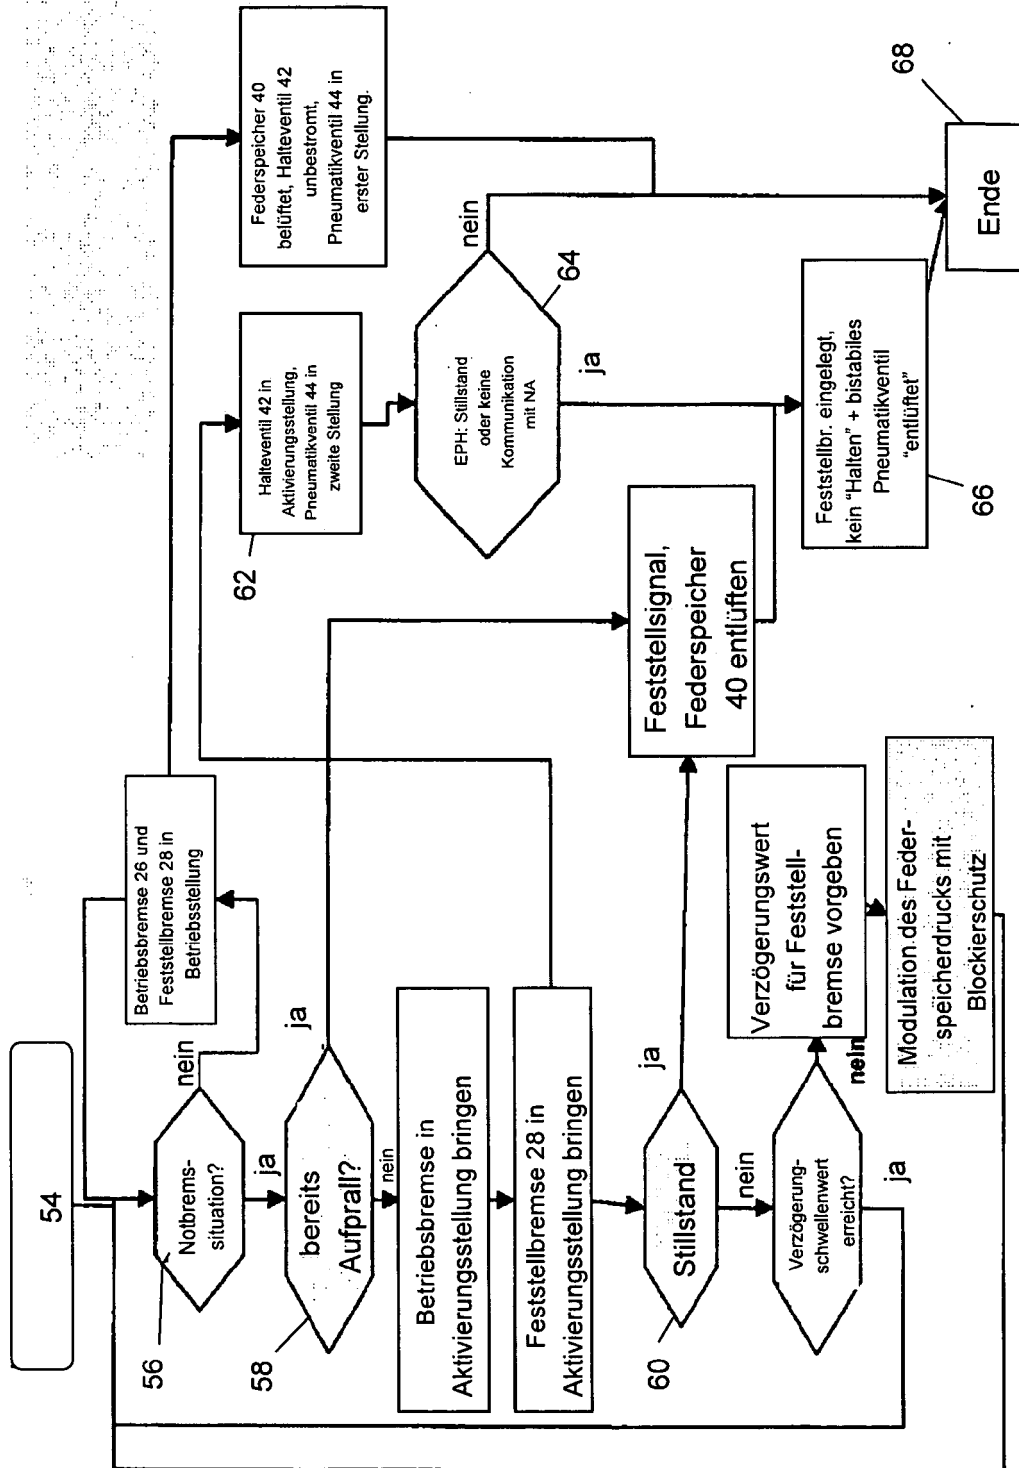 54
Notbrems-
situation?
56
nein
ja
Betriebsbremse 26 und
Feststellbremse 28 in
Betriebsstellung
Federspeicher 40
belüftet, Halteventil 42
unbestromt,
Pneumatikventil 44 in
erster Stellung.
bereits
Aufprall?
58
ja
nein
Betriebsbremse in
Aktivierungsstellung bringen
Feststellbremse 28 in
Aktivierungsstellung bringen
Halteventil 42 in
Aktivierungsstellung,
Pneumatikventil 44 in
zweite Stellung
62
EPH: Stillstand
oder keine
Kommunikation
mit NA
64
nein
ja
Stillstand
60
ja
nein
Feststellsignal,
Federspeicher
40 entlüften
Verzögerung-
schwellenwert
erreicht?
nein
ja
Verzögerungswert
für Feststell-
bremse vorgeben
Modulation des Feder-
speicherdrucks mit
Blockierschutz
Feststellbr. eingelegt,
kein "Halten" + bistabiles
Pneumatikventil
"entlüftet"
66
Ende
68